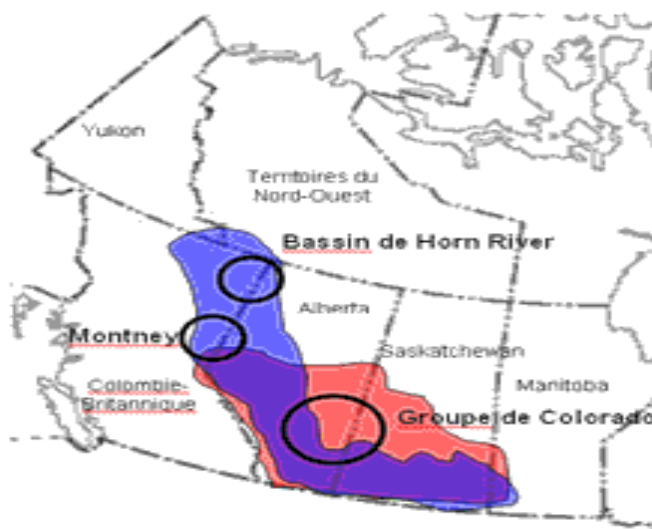 Yukon
Territoires du
Nord-Ouest
Bassin de Horn River
Alberta
Montney
Saskatchewan
Colombie-
Britannique
Manitoba
Groupe de Colorado